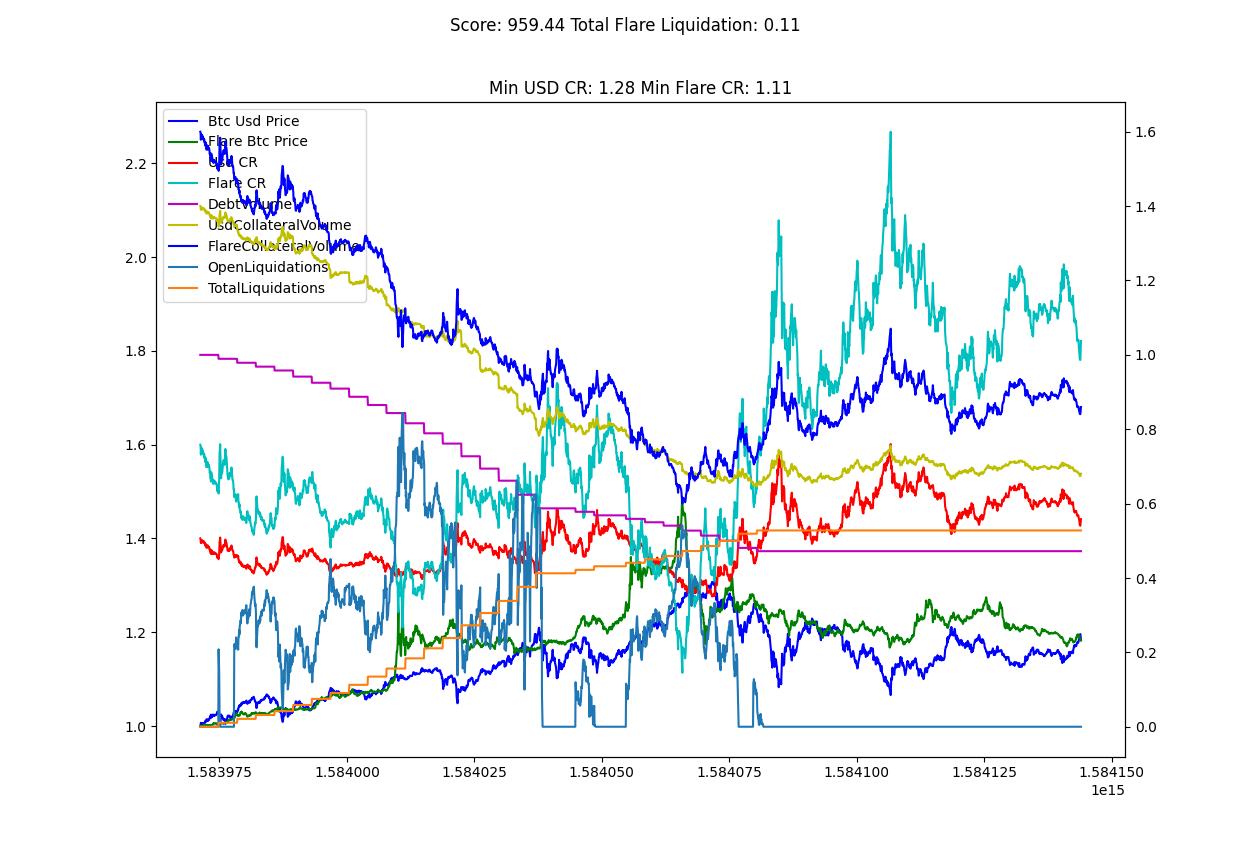 Score: 959.44 Total Flare Liquidation: 0.11
Min USD CR: 1.28 Min Flare CR: 1.11
Btc Usd Price
Flare Btc Price
Usd CR
Flare CR
DebtVolume
UsdCollateralVolume
FlareCollateralVolume
OpenLiquidations
TotalLiquidations
2.2
2.0
1.8
1.6
1.4
1.2
1.0
1.6
1.4
1.2
1.0
0.8
0.6
0.4
0.2
0.0
1.583975 1.584000 1.584025 1.584050 1.584075 1.584100 1.584125 1.584150
1e15